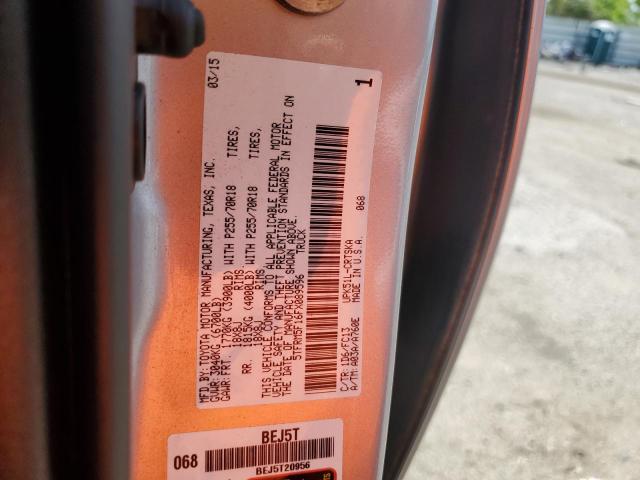 MFD.BY: TOYOTA MOTOR MANUFACTURING, TEXAS, INC. 03/15
GVWR: 3040KG (6700LB)
GAWR: FRT. 1770KG (3900LB) WITH P255/70R18 TIRES,
18X8J RIMS
RR. 1815KG (4000LB) WITH P255/70R18 TIRES,
18X8J RIMS
THIS VEHICLE CONFORMS TO ALL APPLICABLE FEDERAL MOTOR
VEHICLE SAFETY AND THEFT PREVENTION STANDARDS IN EFFECT ON
THE DATE OF MANUFACTURE SHOWN ABOVE.
5TFRM5F16FX089596 TRUCK
1
C/TR: 1D6/FC13 UPK51L-CRTSKA 068
A/TM: A03A/A760E MADE IN U.S.A
BEJ5T
068
BEJ5T20956